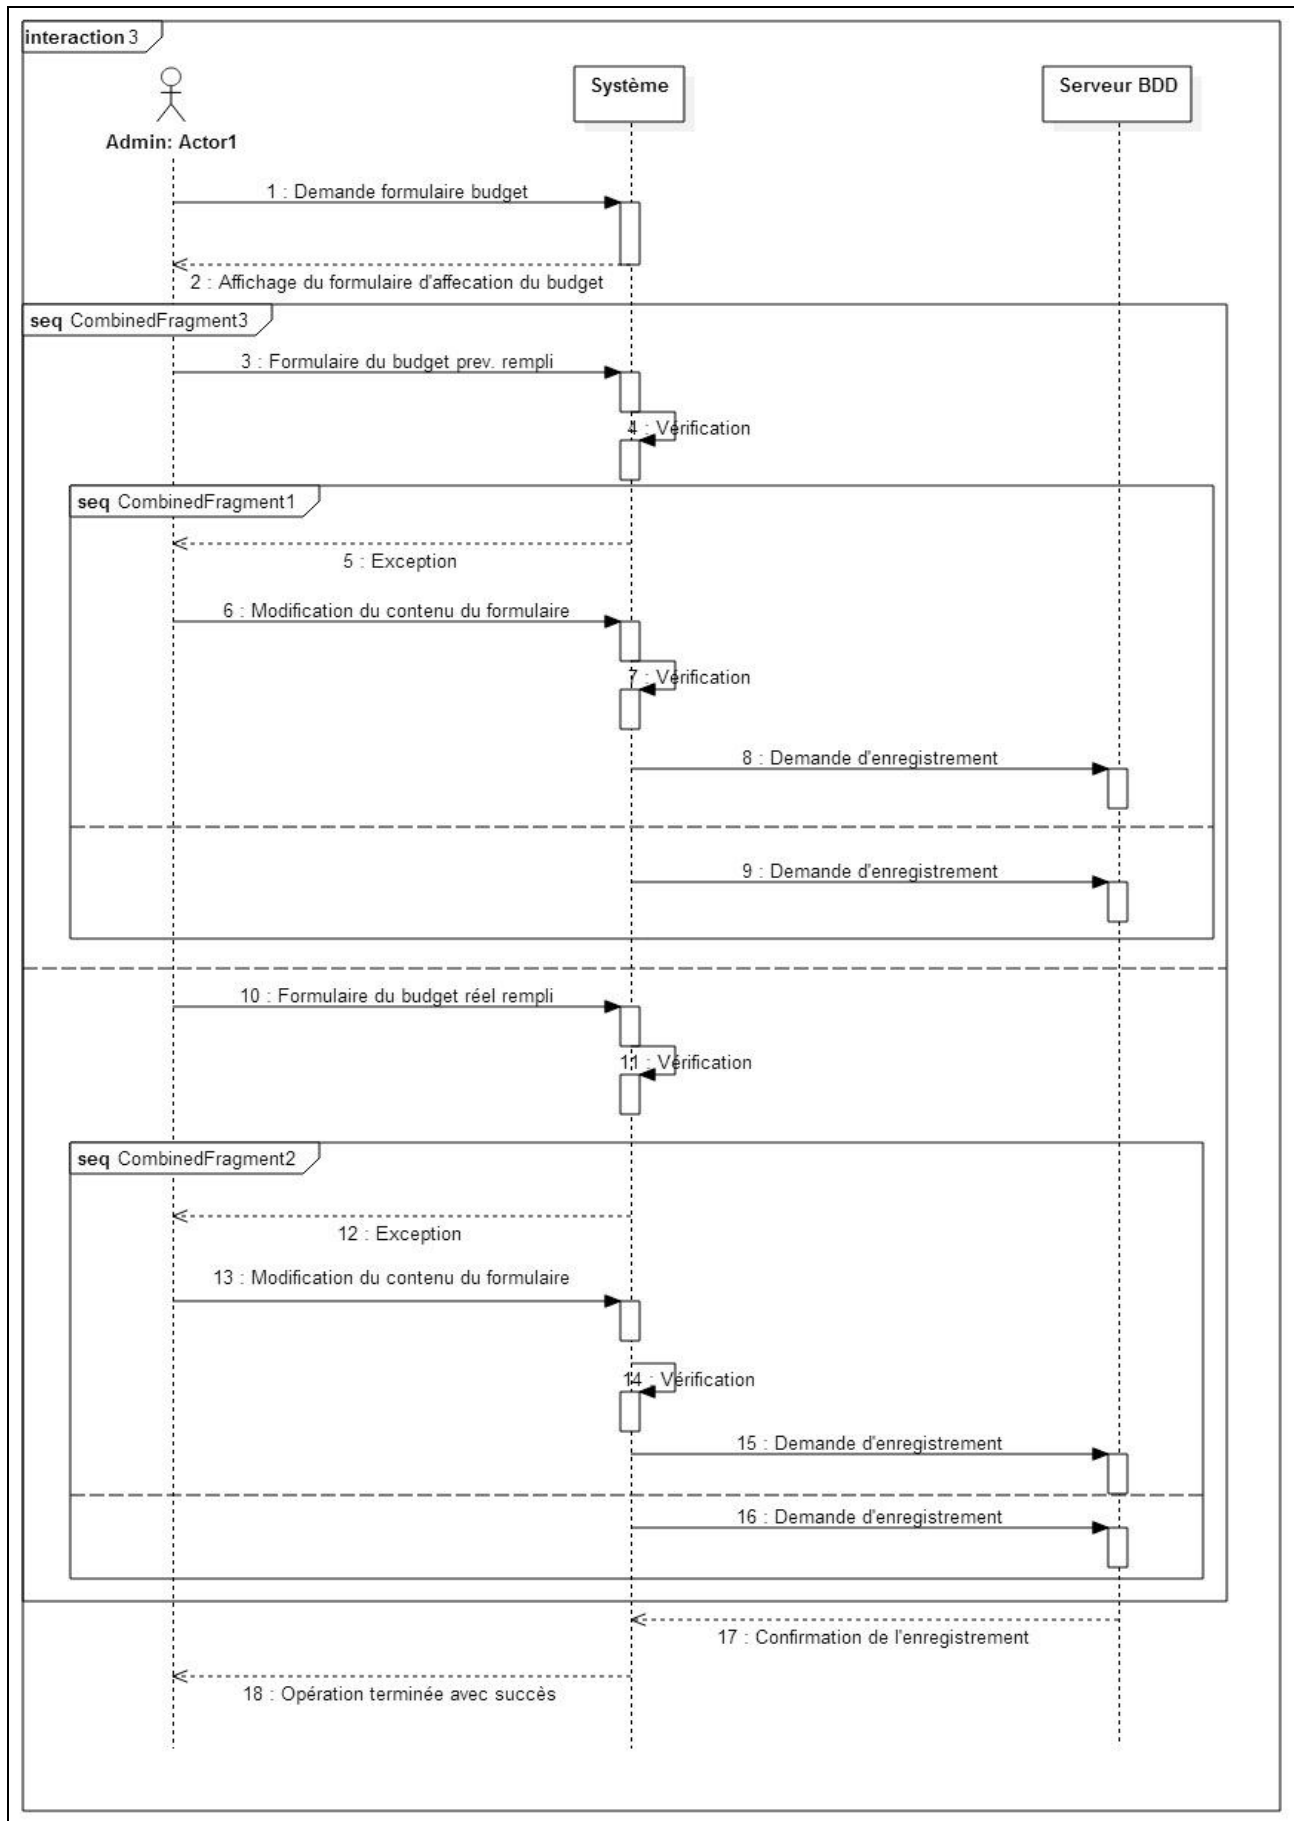 interaction 3
Système
Serveur BDD
Admin: Actor1
1 : Demande formulaire budget
2 : Affichage du formulaire d'affecation du budget
seq CombinedFragment3
3 : Formulaire du budget prev. rempli
4 : Vérification
seq CombinedFragment1
5 : Exception
6 : Modification du contenu du formulaire
7 : Vérification
8 : Demande d'enregistrement
9 : Demande d'enregistrement
10 : Formulaire du budget réel rempli
11 : Vérification
seq CombinedFragment2
12 : Exception
13 : Modification du contenu du formulaire
14 : Vérification
15 : Demande d'enregistrement
16 : Demande d'enregistrement
17 : Confirmation de l'enregistrement
18 : Opération terminée avec succès